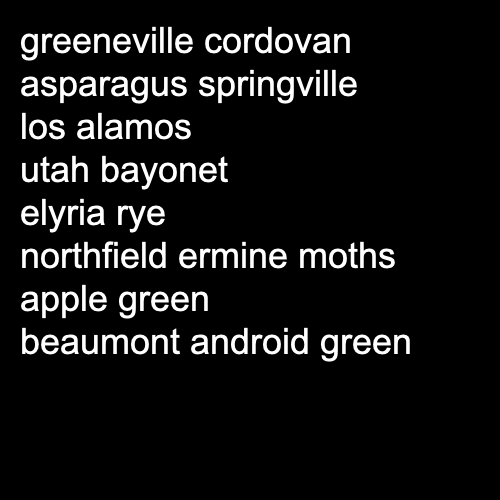 greeneville cordovan
asparagus springville
los alamos
utah bayonet
elyria rye
northfield ermine moths
apple green
beaumont android green